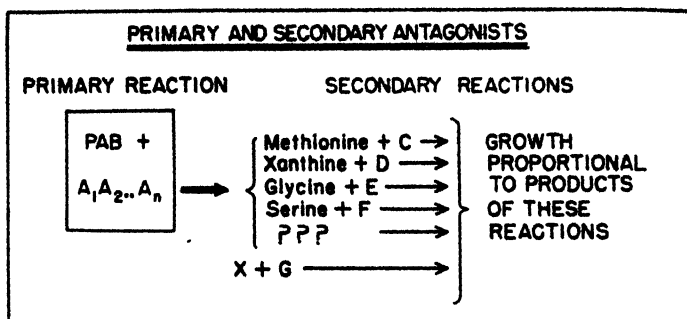 PRIMARY AND SECONDARY ANTAGONISTS
PRIMARY REACTION
SECONDARY REACTIONS
PAB +
A₁A₂..Aₙ
Methionine + C →
Xanthine + D →
Glycine + E →
Serine + F →
? ? ? →
X + G →
GROWTH
PROPORTIONAL
TO PRODUCTS
OF THESE
REACTIONS